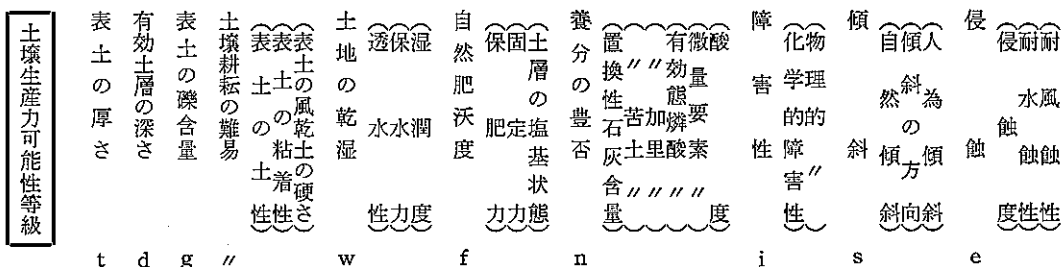 土壌生産力可能性等級
表土の厚さ t
有効土層の深さ d
表土の礫含量 g
土壌耕耘の難易 〃
(表土の土性)
(表土の粘着性)
(表土の風乾土の硬さ)
土地の乾湿 w
(透水性)
(保水力)
(湿潤度)
自然肥沃度 f
(保肥力)
(固定力)
(土層の塩基状態)
養分の豊否 n
(置換性石灰含量)
(〃苦土〃)
(〃加里〃)
(有効態燐酸〃)
(微量要素〃)
(酸度)
障害性 i
(化学的障害性)
(物理的〃)
傾斜 s
(自然傾斜)
(傾斜の方向)
(人為傾斜)
侵蝕 e
(侵蝕度)
(耐水蝕性)
(耐風蝕性)